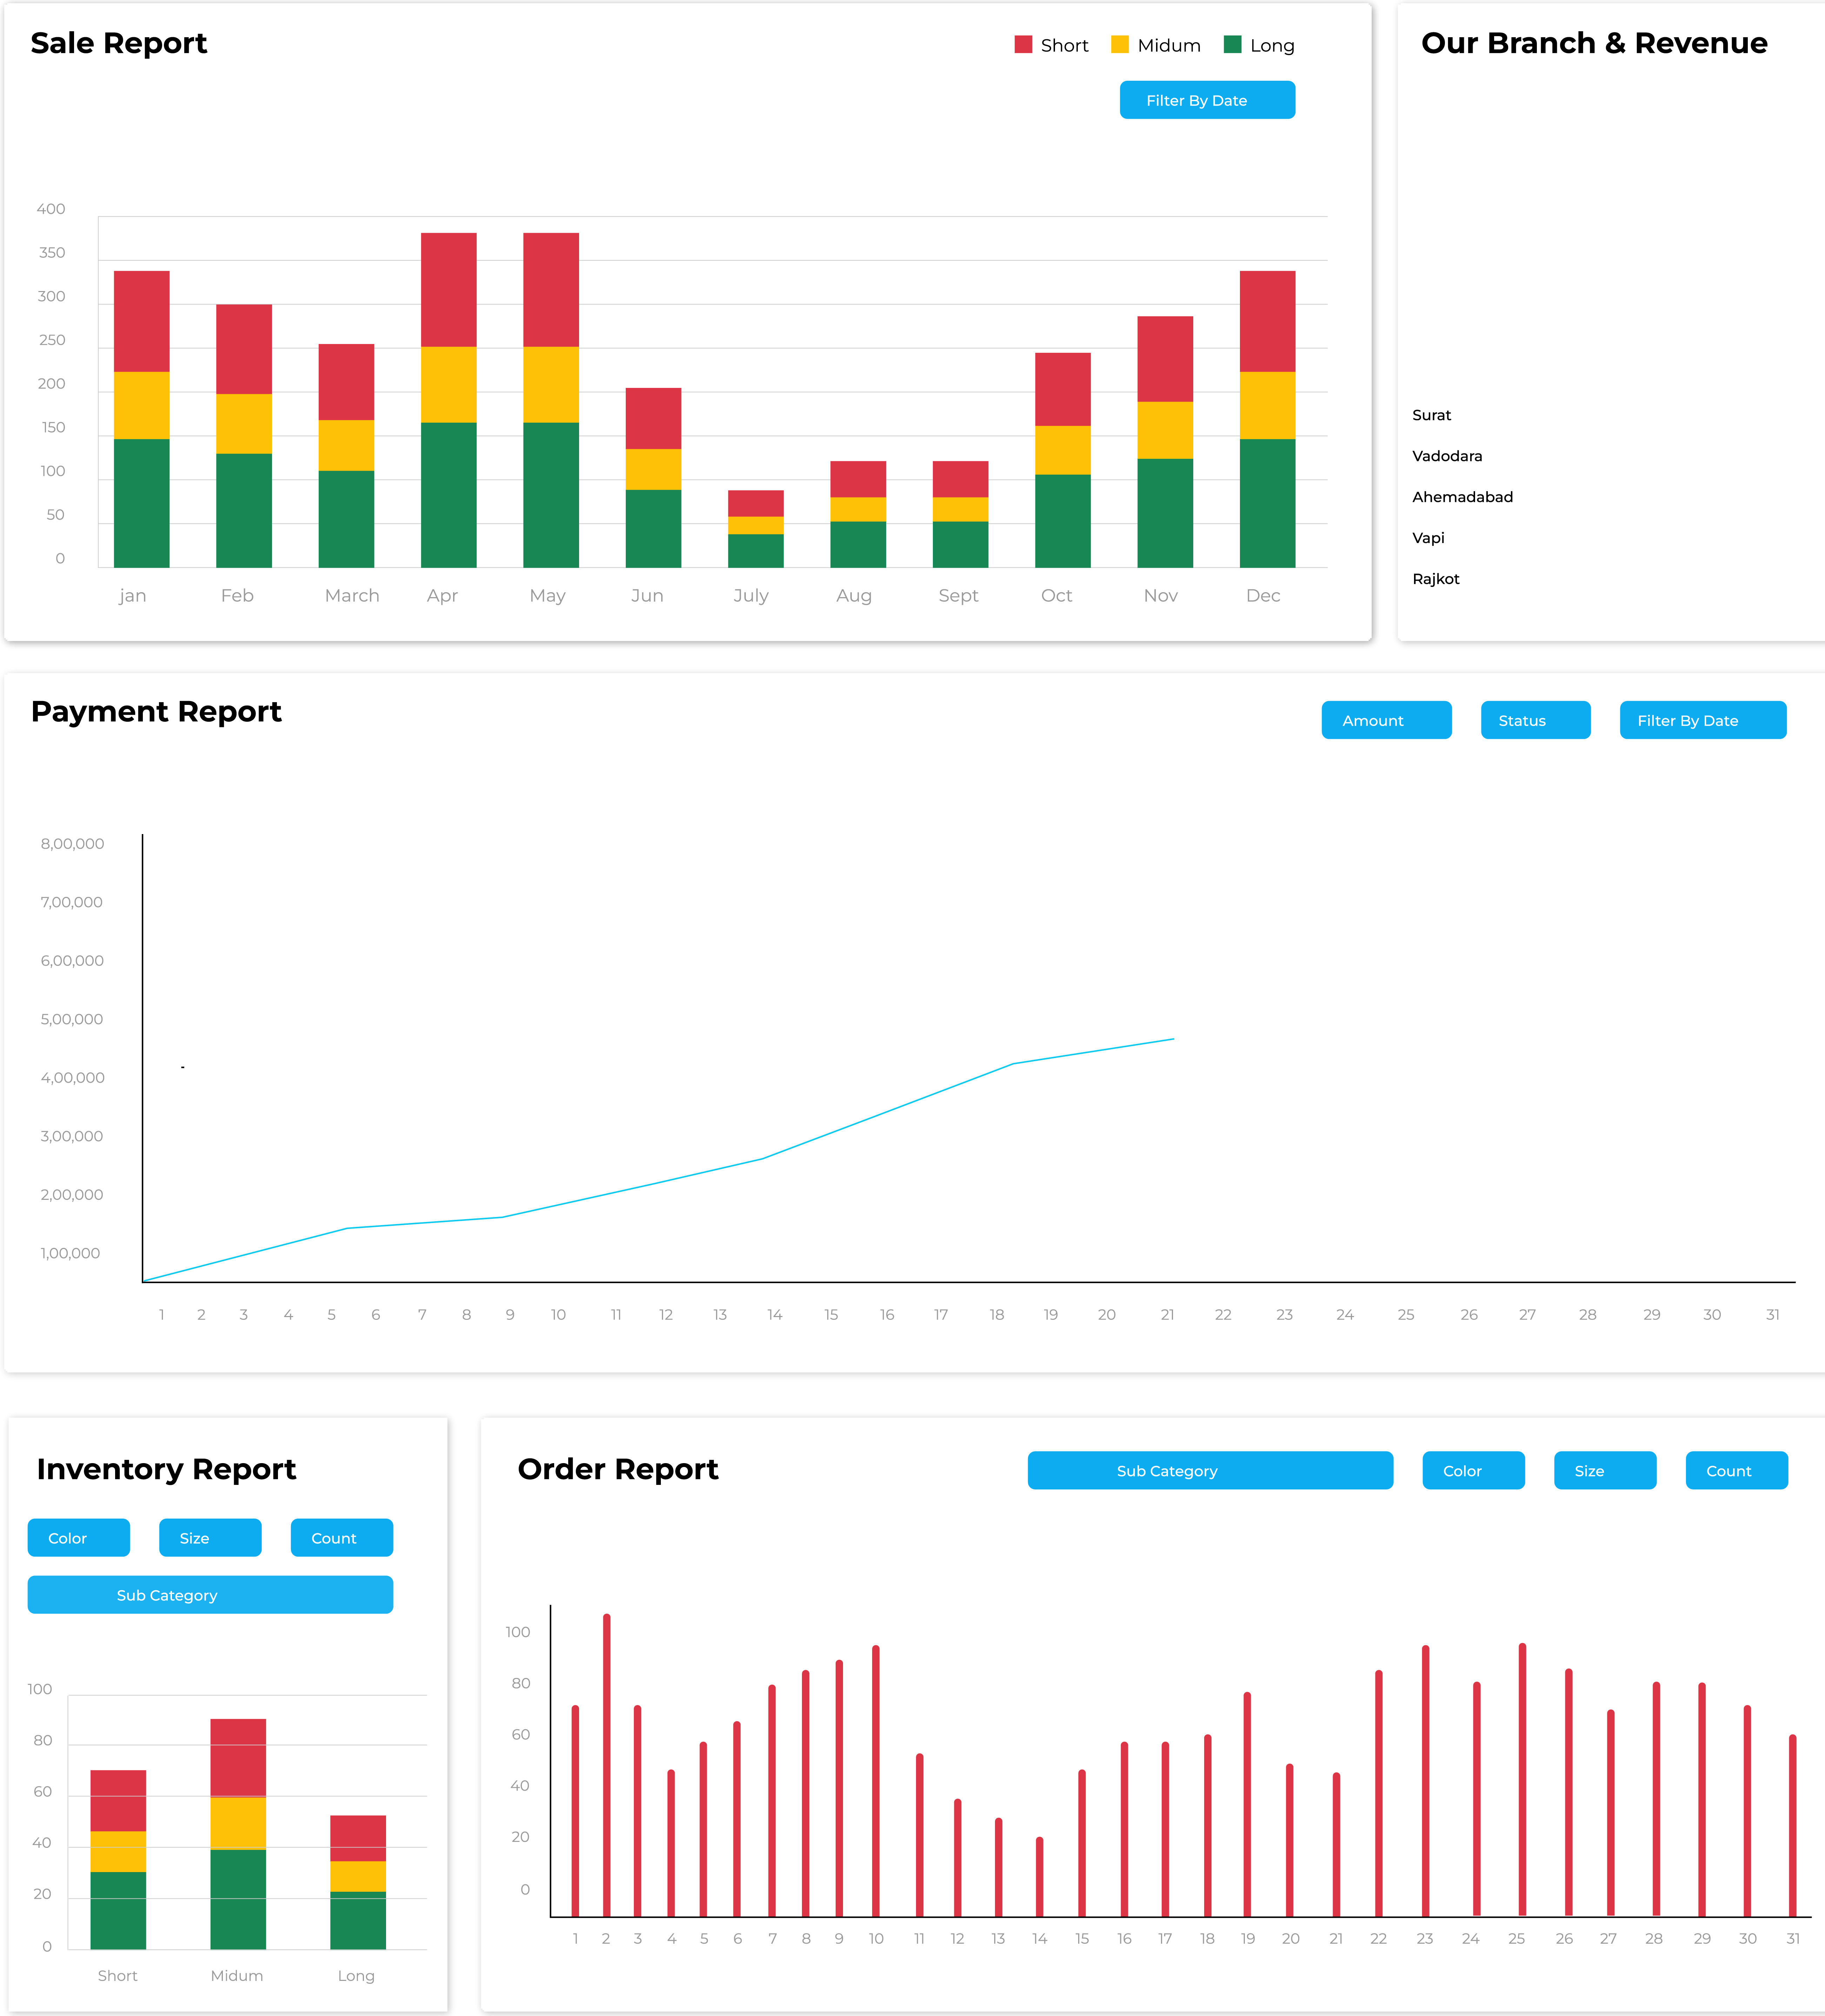 Sale Report
Short Midum Long
Filter By Date
400
350
300
250
200
150
100
50
0
jan Feb March Apr May Jun July Aug Sept Oct Nov Dec
Our Branch & Revenue
Surat
Vadodara
Ahemadabad
Vapi
Rajkot
Payment Report
Amount Status Filter By Date
8,00,000
7,00,000
6,00,000
5,00,000
-
4,00,000
3,00,000
2,00,000
1,00,000
1 2 3 4 5 6 7 8 9 10 11 12 13 14 15 16 17 18 19 20 21 22 23 24 25 26 27 28 29 30 31
Inventory Report
Color Size Count
Sub Category
100
80
60
40
20
0
Short Midum Long
Order Report
Sub Category Color Size Count
100
80
60
40
20
0
1 2 3 4 5 6 7 8 9 10 11 12 13 14 15 16 17 18 19 20 21 22 23 24 25 26 27 28 29 30 31